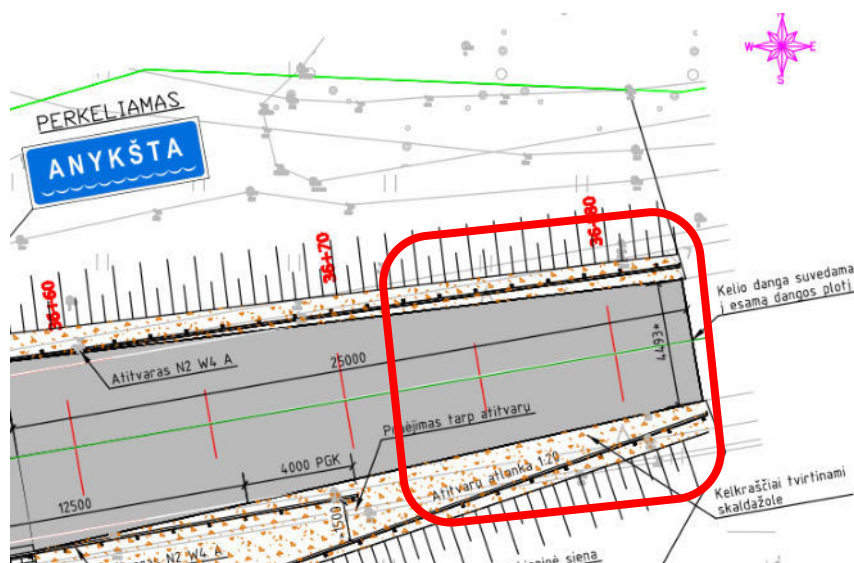 N
W E
S
PERKELIAMAS
ANYKŠTA
36+60
36+70
36+80
Kelio danga suvedama
į esamą dangos plotį
Atitvaras N2 W4 A
25000
4493*
Praėjimas tarp atitvarų
4000 PGK
12500
1500
Atitvarų atlanka 1:20
Kelkraščiai tvirtinami
skaldažole
N2 W4 A
siena